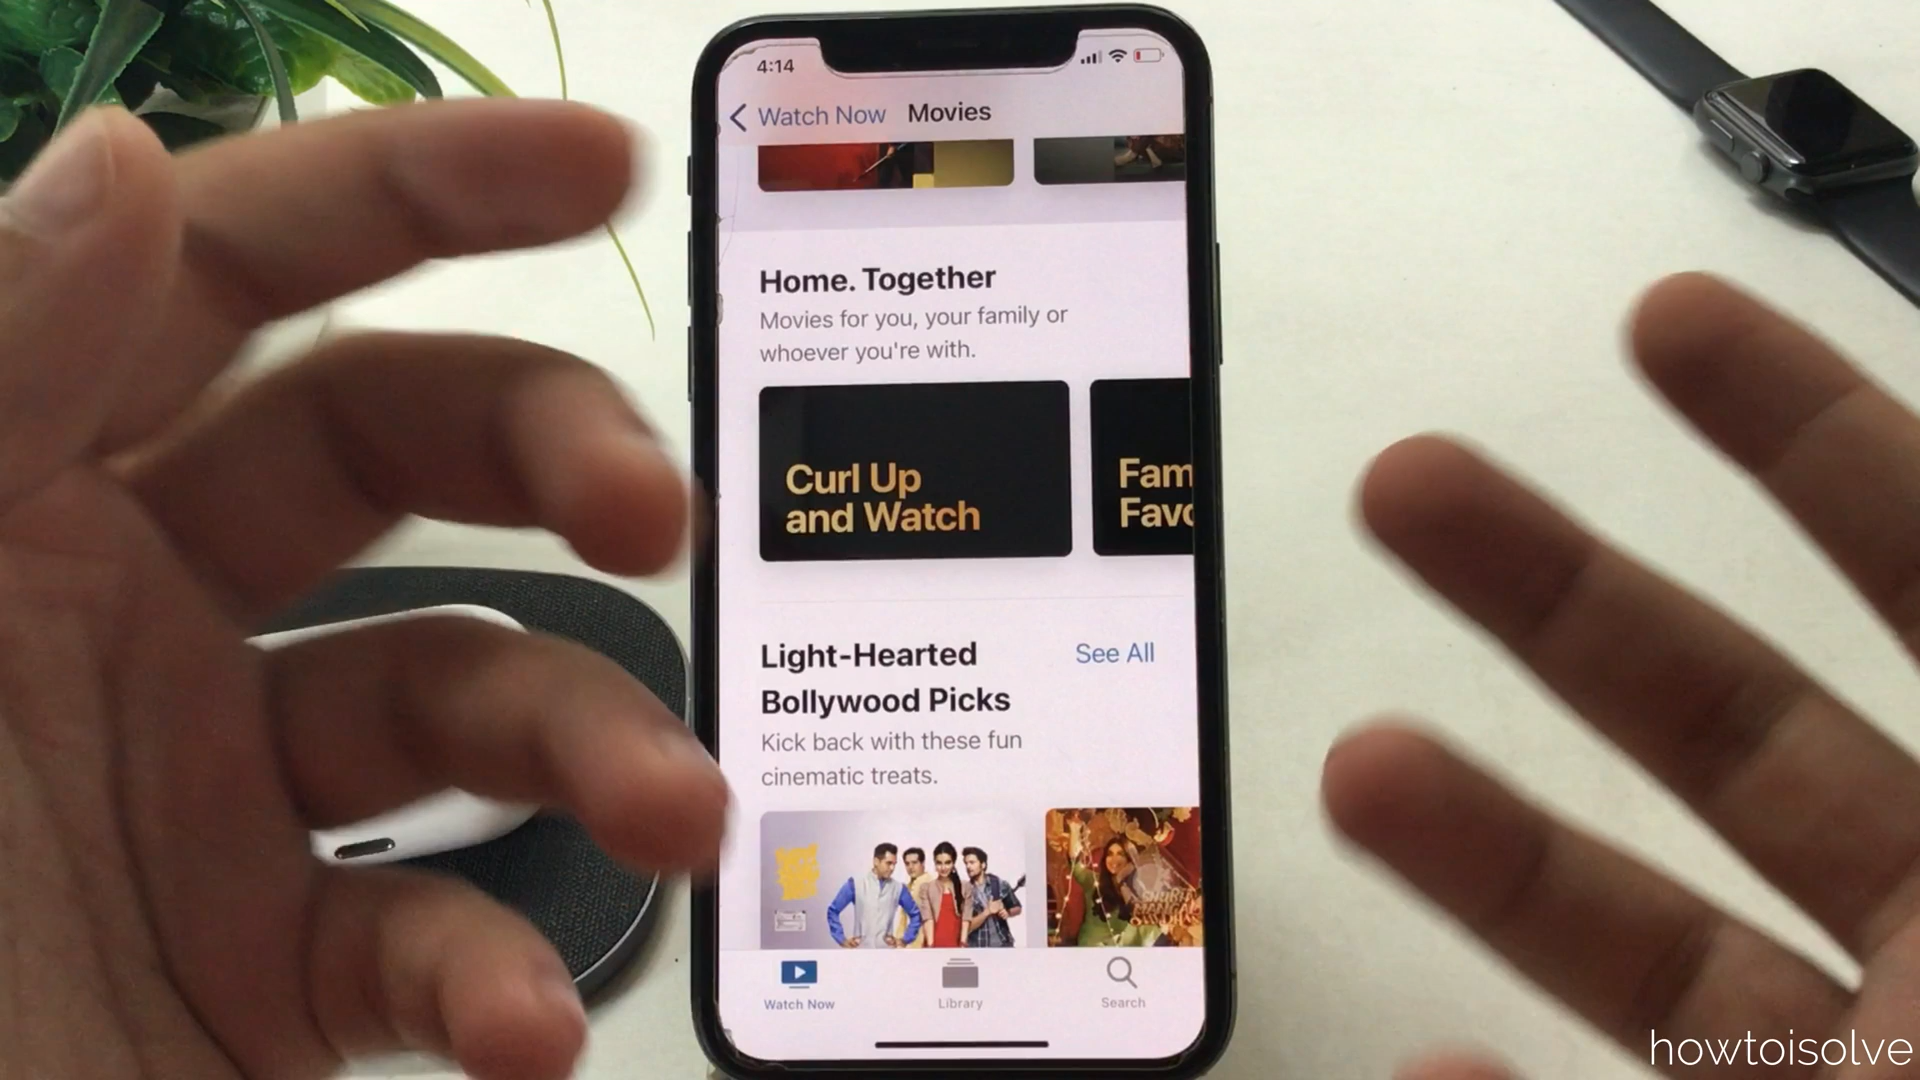 4:14
Watch Now
Movies
Home. Together
Movies for you, your family or
whoever you're with.
Curl Up
and Watch
Fam
Favo
Light-Hearted
See All
Bollywood Picks
Kick back with these fun
cinematic treats.
Watch Now
Library
Search
howtoisolve